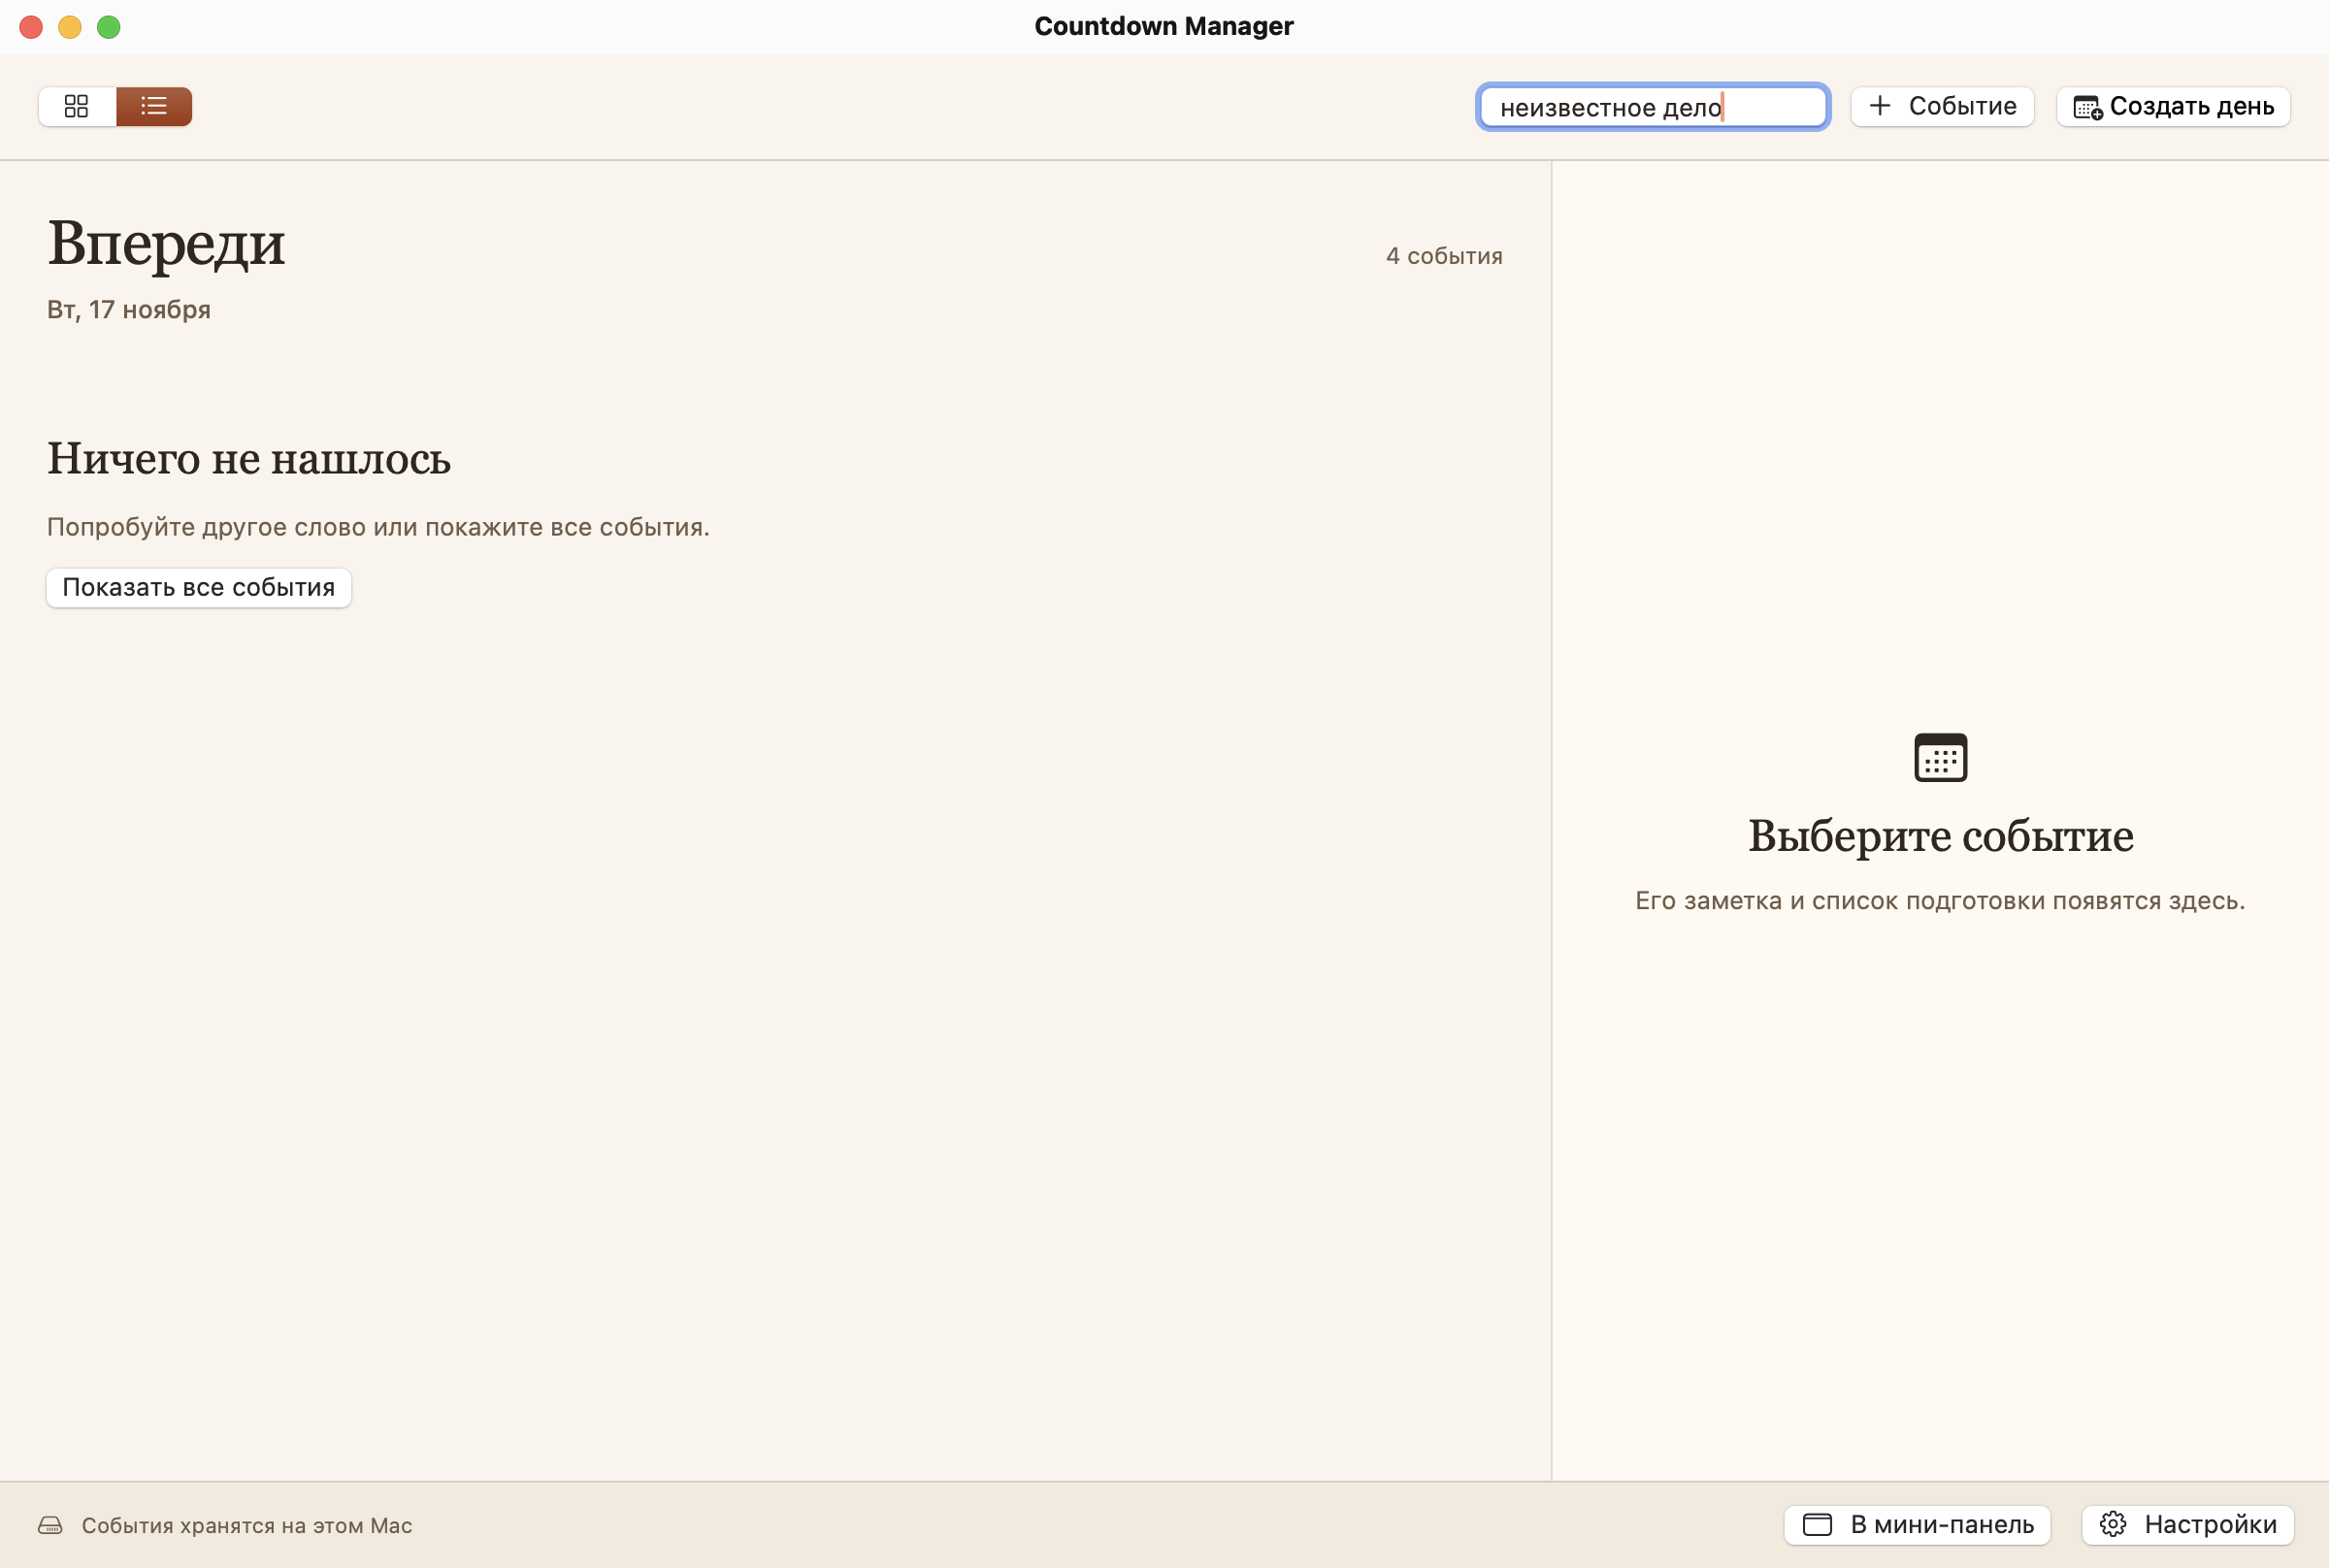 Countdown Manager
неизвестное дело
Событие
Создать день
Впереди
4 события
Вт, 17 ноября
Ничего не нашлось
Попробуйте другое слово или покажите все события.
Показать все события
Выберите событие
Его заметка и список подготовки появятся здесь.
События хранятся на этом Mac
В мини-панель
Настройки